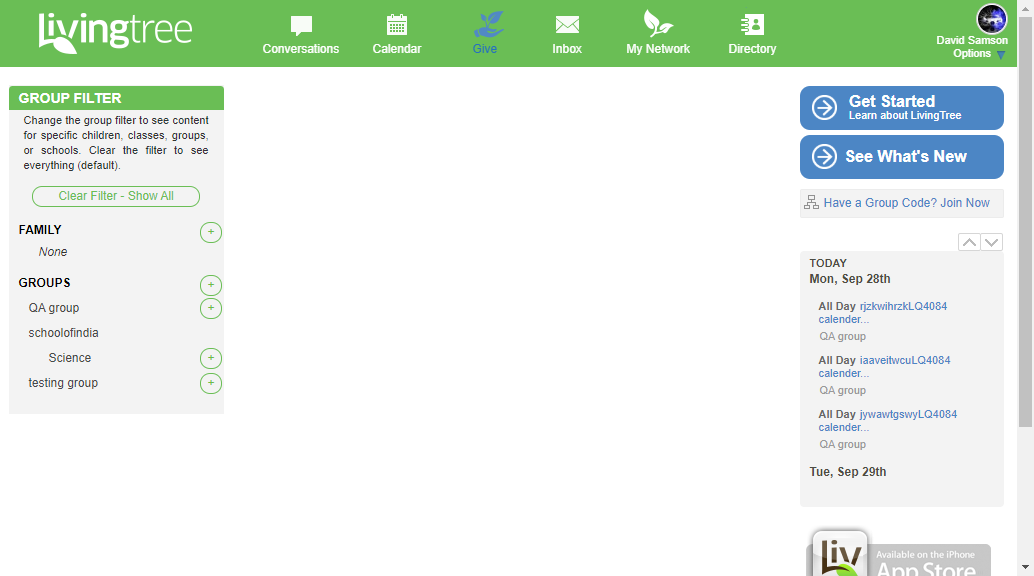 livingtree
Conversations
Calendar
Give
Inbox
My Network
Directory
David Samson
Options
GROUP FILTER
Change the group filter to see content
for specific children, classes, groups,
or schools. Clear the filter to see
everything (default).
Clear Filter - Show All
FAMILY
+
None
GROUPS
+
QA group
+
schoolofindia
Science
+
testing group
+
Get Started
Learn about LivingTree
See What's New
Have a Group Code? Join Now
TODAY
Mon, Sep 28th
All Day rjzkwihrzkLQ4084
calender...
QA group
All Day iaaveitwcuLQ4084
calender...
QA group
All Day jywawtgswyLQ4084
calender...
QA group
Tue, Sep 29th
Liv
Available on the iPhone
App Store